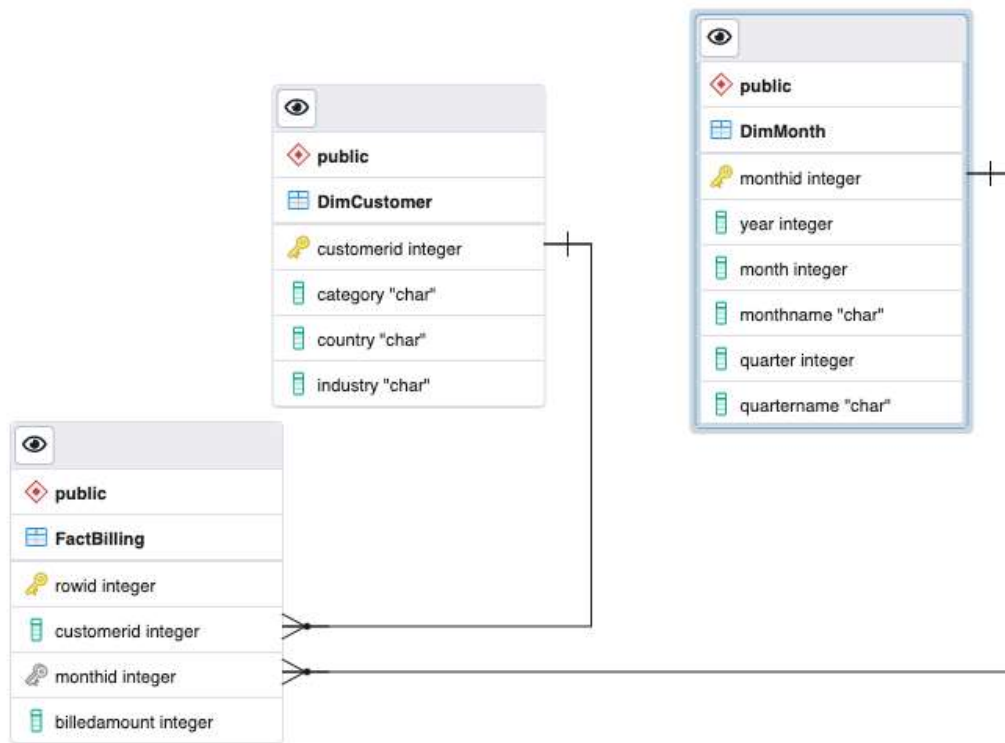 public
DimCustomer
customerid integer
category "char"
country "char"
industry "char"
public
DimMonth
monthid integer
year integer
month integer
monthname "char"
quarter integer
quartername "char"
public
FactBilling
rowid integer
customerid integer
monthid integer
billedamount integer